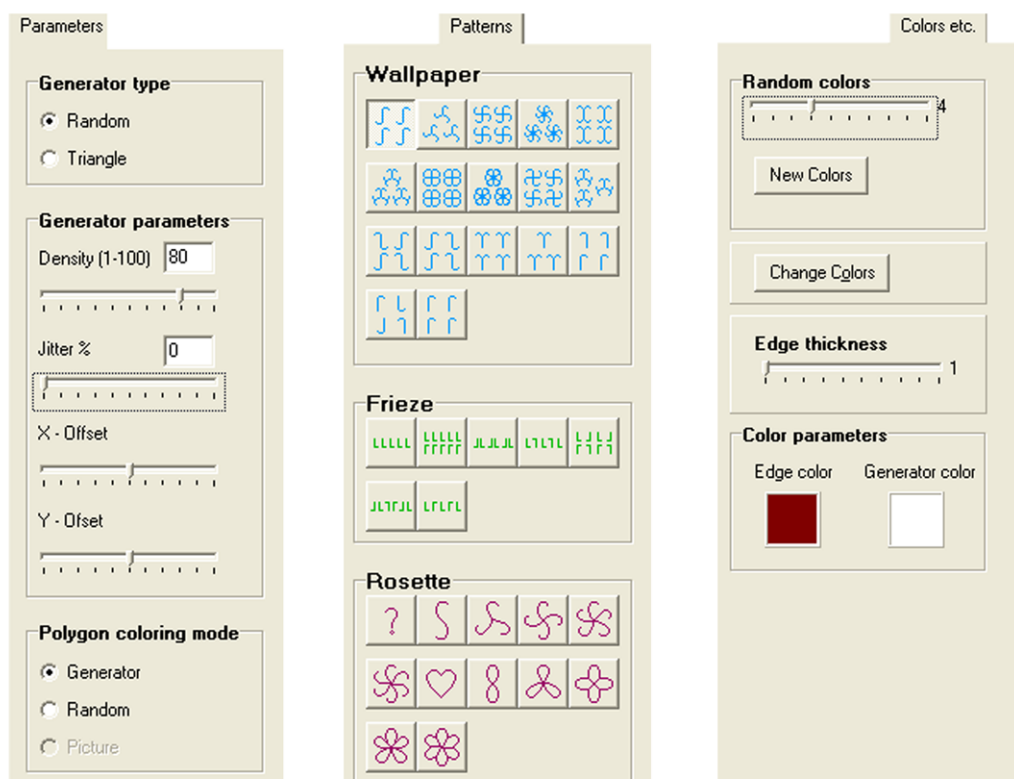 Parameters
Generator type
Random
Triangle
Generator parameters
Density (1-100) 80
Jitter % 0
X - Offset
Y - Ofset
Polygon coloring mode
Generator
Random
Picture
Patterns
Wallpaper
Frieze
Rosette
?
Colors etc.
Random colors
4
New Colors
Change Colors
Edge thickness
1
Color parameters
Edge color Generator color